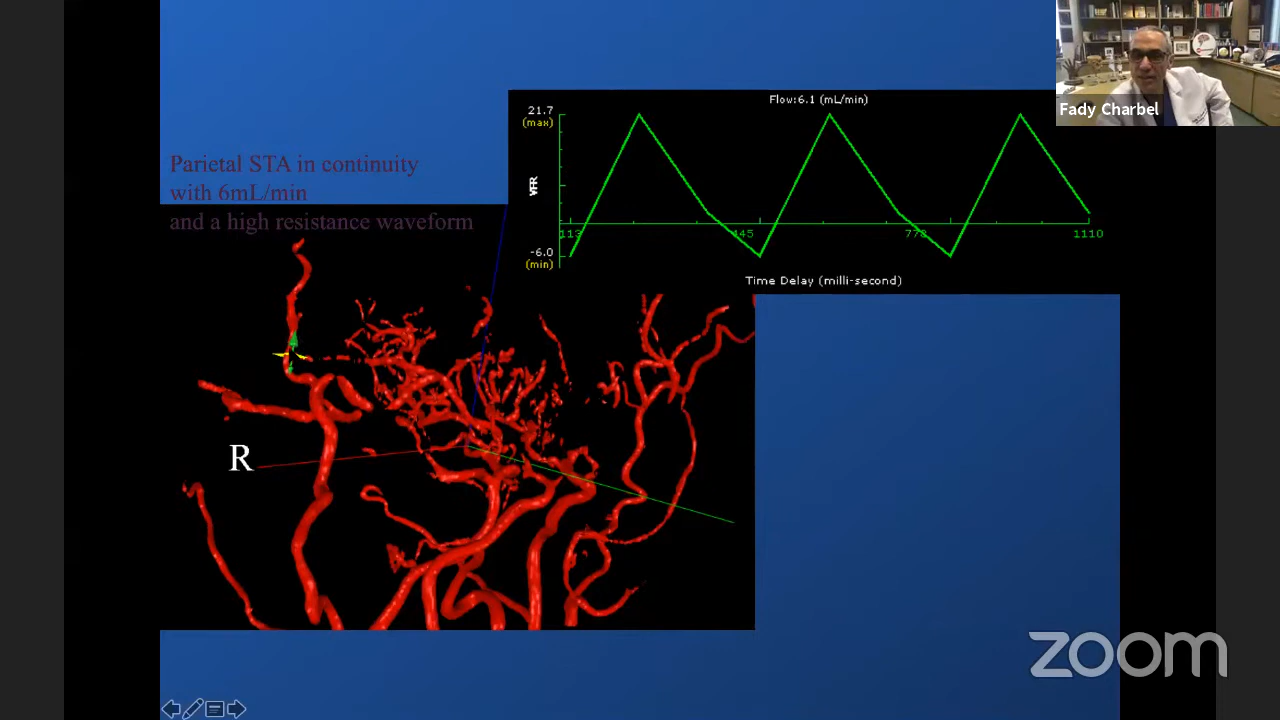 Fady Charbel
Flow:6.1 (mL/min)
21.7
(max)
VFR
-6.0
(min)
113
445
778
1110
Time Delay (milli-second)
Parietal STA in continuity
with 6mL/min
and a high resistance waveform
R
zoom